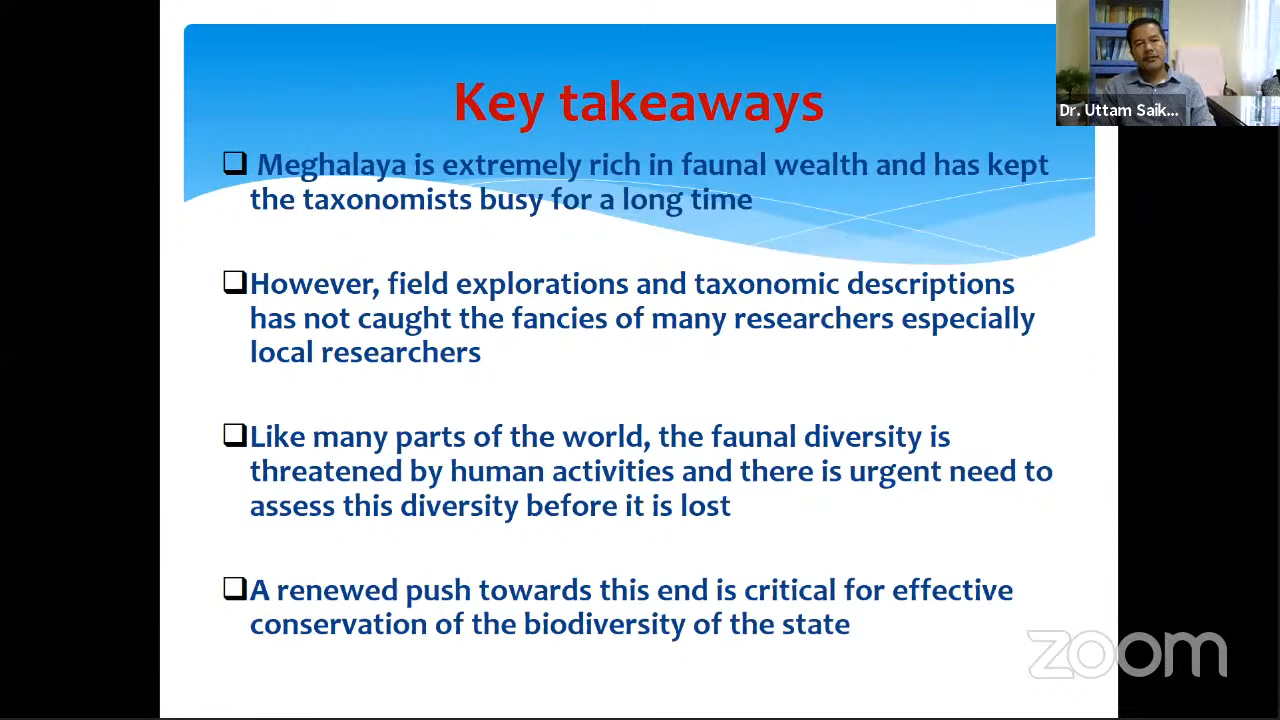 Key takeaways
Meghalaya is extremely rich in faunal wealth and has kept
the taxonomists busy for a long time
However, field explorations and taxonomic descriptions
has not caught the fancies of many researchers especially
local researchers
Like many parts of the world, the faunal diversity is
threatened by human activities and there is urgent need to
assess this diversity before it is lost
A renewed push towards this end is critical for effective
conservation of the biodiversity of the state
Dr. Uttam Saik...
zoom